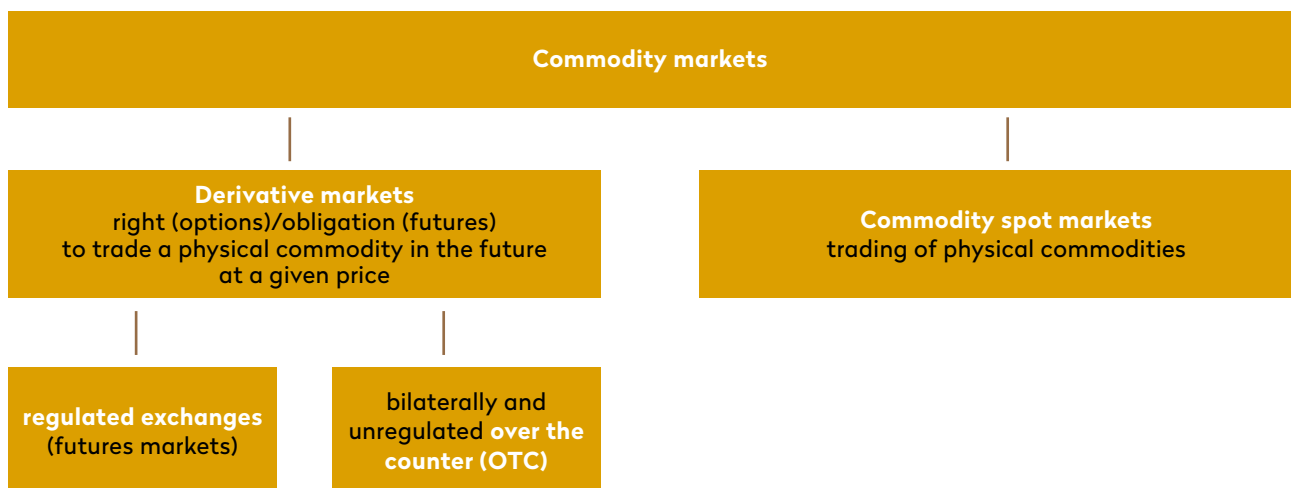 Commodity markets
Derivative markets
right (options)/obligation (futures)
to trade a physical commodity in the future
at a given price
Commodity spot markets
trading of physical commodities
regulated exchanges
(futures markets)
bilaterally and
unregulated over the
counter (OTC)